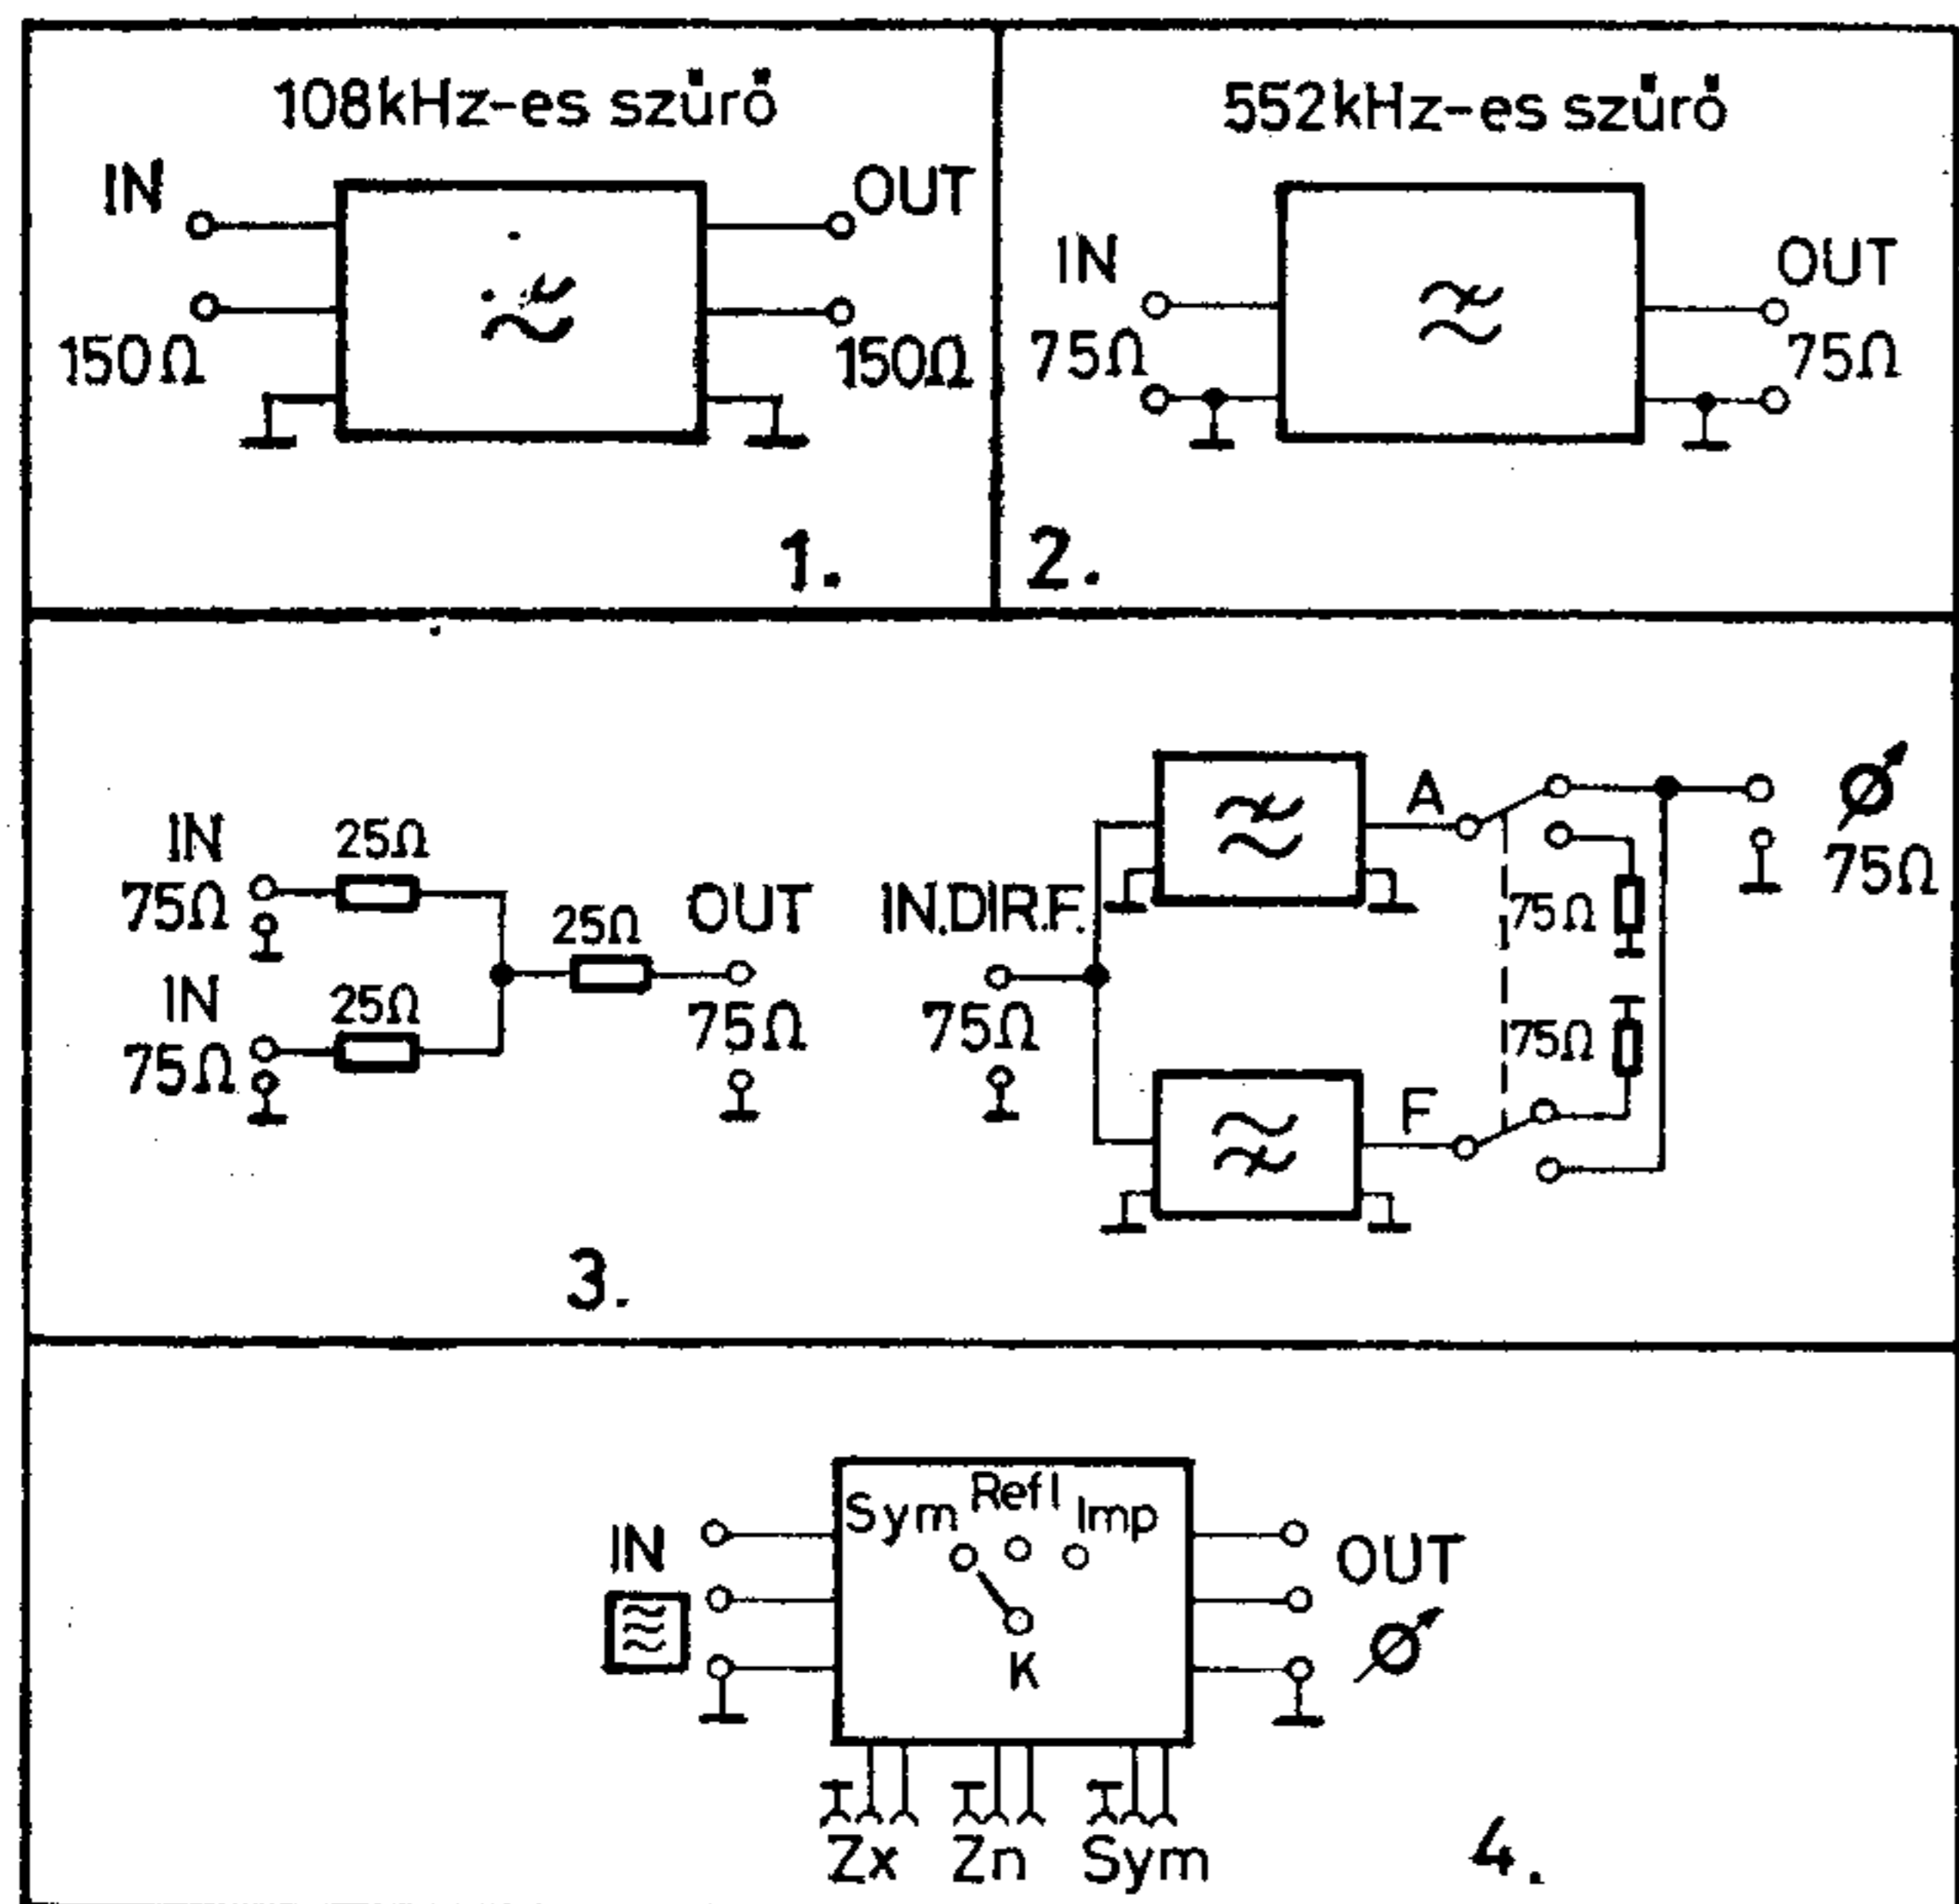 108kHz-es szűrő
IN
OUT
150Ω
150Ω
1.
552kHz-es szűrő
IN
OUT
75Ω
75Ω
2.
IN
25Ω
75Ω
IN
25Ω
75Ω
25Ω
OUT
75Ω
IN.DIR.F.
75Ω
A
75Ω
75Ω
F
75Ω
3.
IN
Sym
Refl
Imp
K
OUT
Zx
Zn
Sym
4.